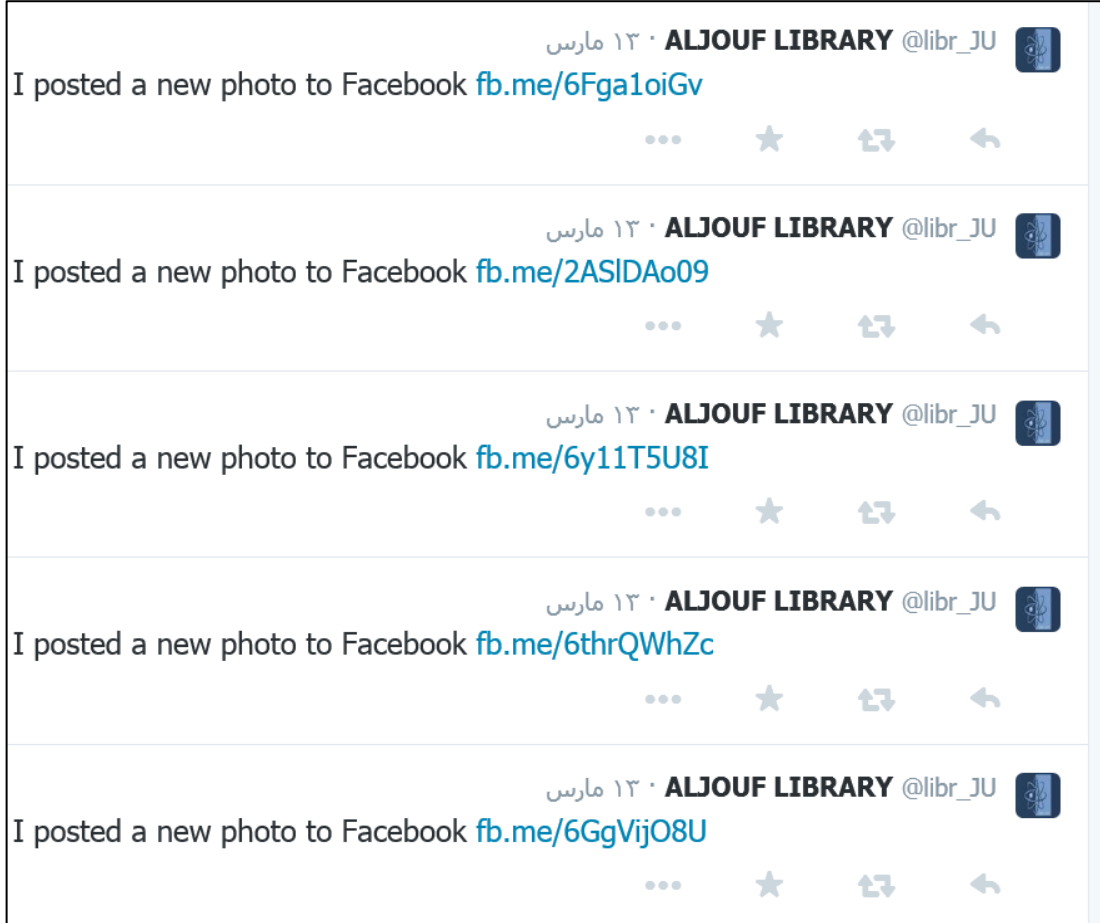 ALJOUF LIBRARY @libr_JU · ١٣ مارس
I posted a new photo to Facebook fb.me/6Fga1oiGv
ALJOUF LIBRARY @libr_JU · ١٣ مارس
I posted a new photo to Facebook fb.me/2ASlDAo09
ALJOUF LIBRARY @libr_JU · ١٣ مارس
I posted a new photo to Facebook fb.me/6y11T5U8I
ALJOUF LIBRARY @libr_JU · ١٣ مارس
I posted a new photo to Facebook fb.me/6thrQWhZc
ALJOUF LIBRARY @libr_JU · ١٣ مارس
I posted a new photo to Facebook fb.me/6GgVijO8U